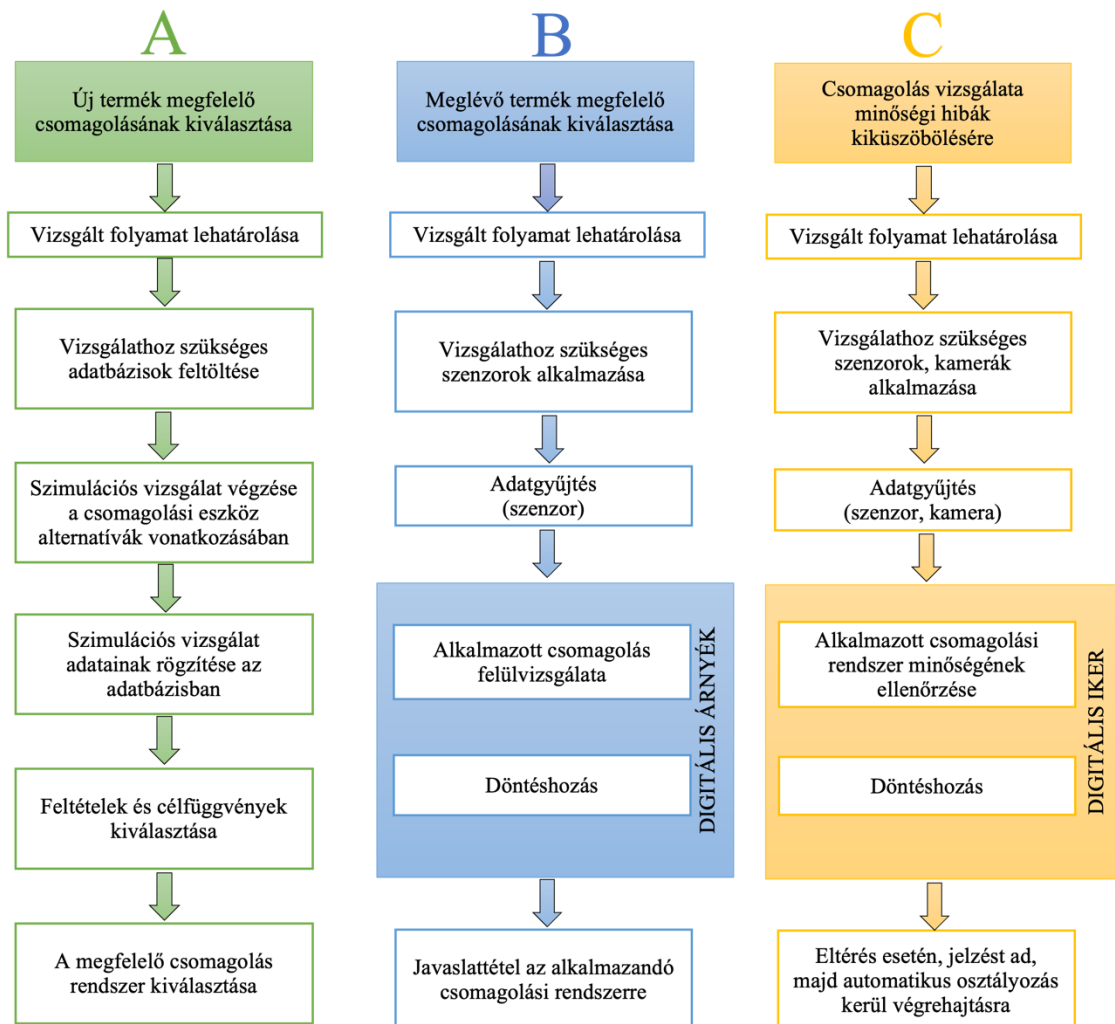 A
Új termék megfelelő
csomagolásának kiválasztása
Vizsgált folyamat lehatárolása
Vizsgálathoz szükséges
adatbázisok feltöltése
Szimulációs vizsgálat végzése
a csomagolási eszköz
alternatívák vonatkozásában
Szimulációs vizsgálat
adatainak rögzítése az
adatbázisban
Feltételek és célfüggvények
kiválasztása
A megfelelő csomagolás
rendszer kiválasztása
B
Meglévő termék megfelelő
csomagolásának kiválasztása
Vizsgált folyamat lehatárolása
Vizsgálathoz szükséges
szenzorok alkalmazása
Adatgyűjtés
(szenzor)
Alkalmazott csomagolás
felülvizsgálata
Döntéshozás
DIGITÁLIS ÁRNYÉK
Javaslattétel az alkalmazandó
csomagolási rendszerre
C
Csomagolás vizsgálata
minőségi hibák
kiküszöbölésére
Vizsgált folyamat lehatárolása
Vizsgálathoz szükséges
szenzorok, kamerák
alkalmazása
Adatgyűjtés
(szenzor, kamera)
Alkalmazott csomagolási
rendszer minőségének
ellenőrzése
Döntéshozás
DIGITÁLIS IKER
Eltérés esetén, jelzést ad,
majd automatikus osztályozás
kerül végrehajtásra